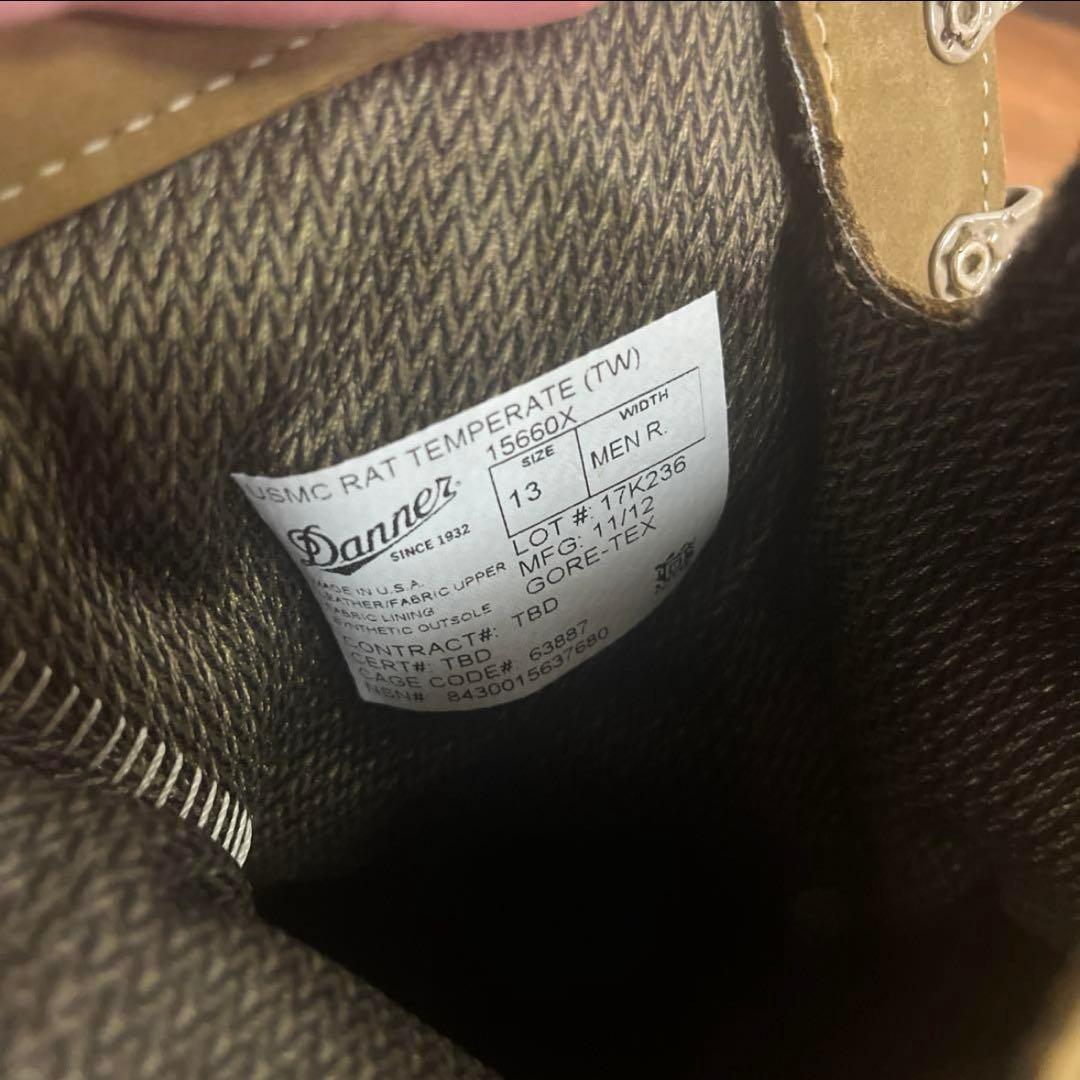 USMC RAT TEMPERATE (TW)
15660X
Danner
SINCE 1932
SIZE
13
WIDTH
MEN R.
LOT #: 17K236
MFG: 11/12
GORE-TEX
MADE IN U.S.A.
LEATHER/FABRIC UPPER
FABRIC LINING
SYNTHETIC OUTSOLE
CONTRACT#: TBD
CERT#: TBD
CAGE CODE#: 63887
NSN# 8430015637680